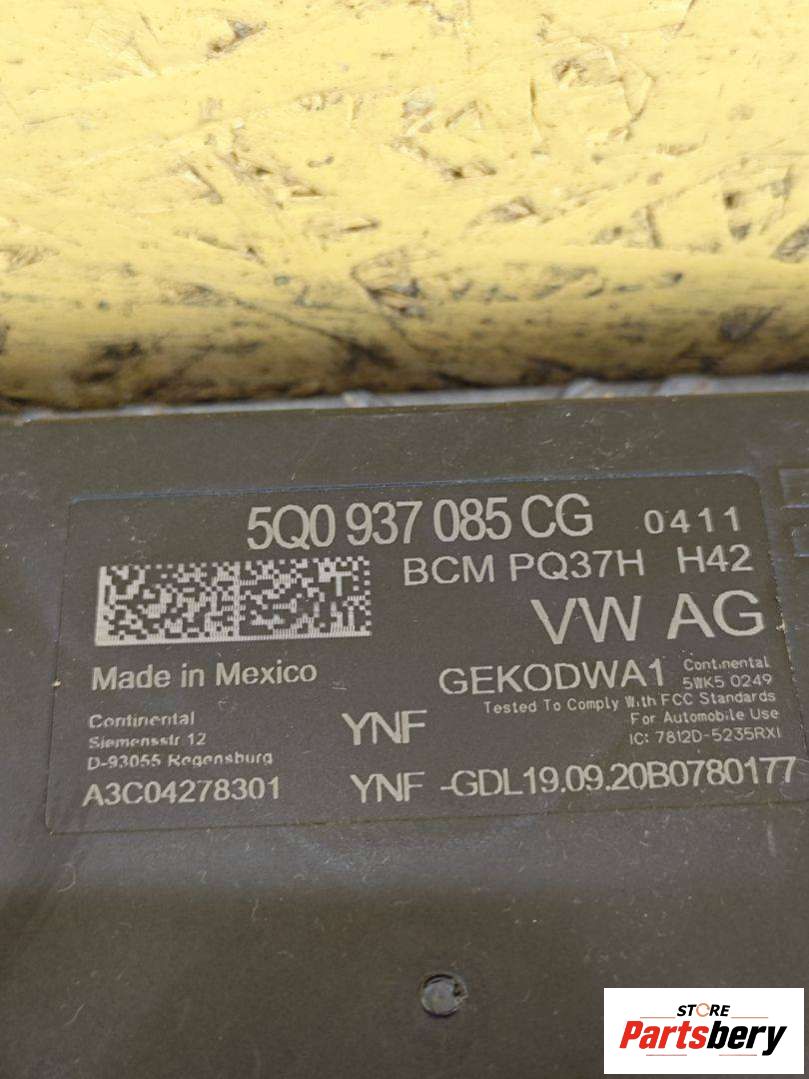 5Q0 937 085 CG 0411
BCM PQ37H H42
VW AG
Made in Mexico
GEKODWA1
Continental
5WK5 0249
Tested To Comply With FCC Standards
For Automobile Use
IC: 7812D-5235RXI
Continental
Siemensstr 12
D-93055 Regensburg
YNF
A3C04278301
YNF -GDL19.09.20B0780177
STORE
Partsbery